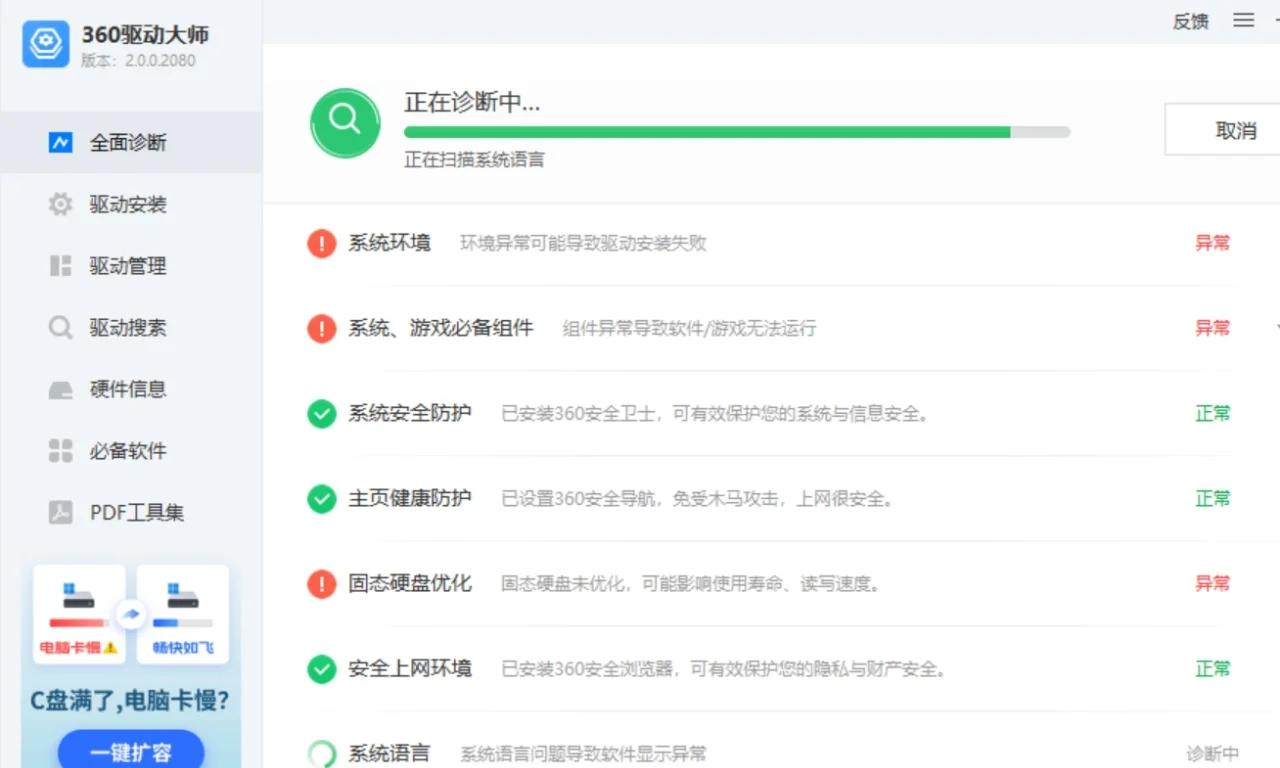 360驱动大师
版本：2.0.0.2080
反馈
全面诊断
驱动安装
驱动管理
驱动搜索
硬件信息
必备软件
PDF工具集
电脑卡慢
畅快如飞
C盘满了,电脑卡慢?
一键扩容
正在诊断中...
正在扫描系统语言
取消
系统环境 环境异常可能导致驱动安装失败 异常
系统、游戏必备组件 组件异常导致软件/游戏无法运行 异常
系统安全防护 已安装360安全卫士，可有效保护您的系统与信息安全。 正常
主页健康防护 已设置360安全导航，免受木马攻击，上网很安全。 正常
固态硬盘优化 固态硬盘未优化，可能影响使用寿命、读写速度。 异常
安全上网环境 已安装360安全浏览器，可有效保护您的隐私与财产安全。 正常
系统语言 系统语言问题导致软件显示异常 诊断中